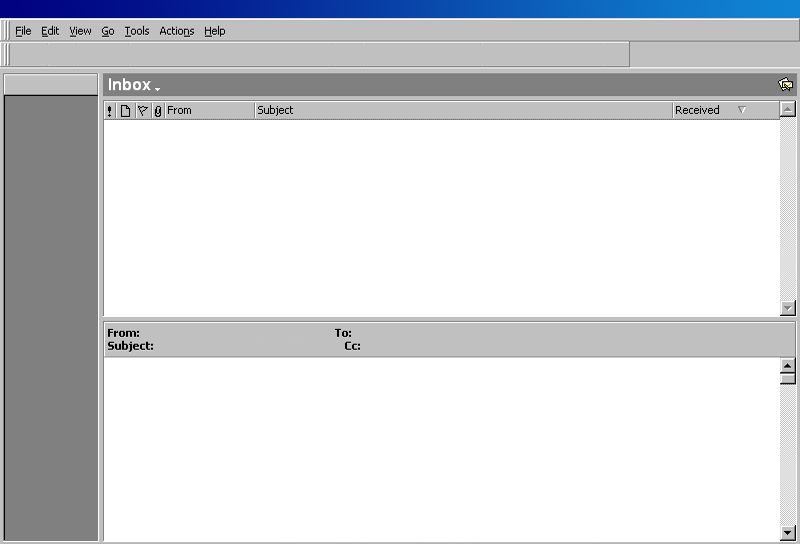 File Edit View Go Tools Actions Help
Inbox
! From Subject Received
From: To:
Subject: Cc: